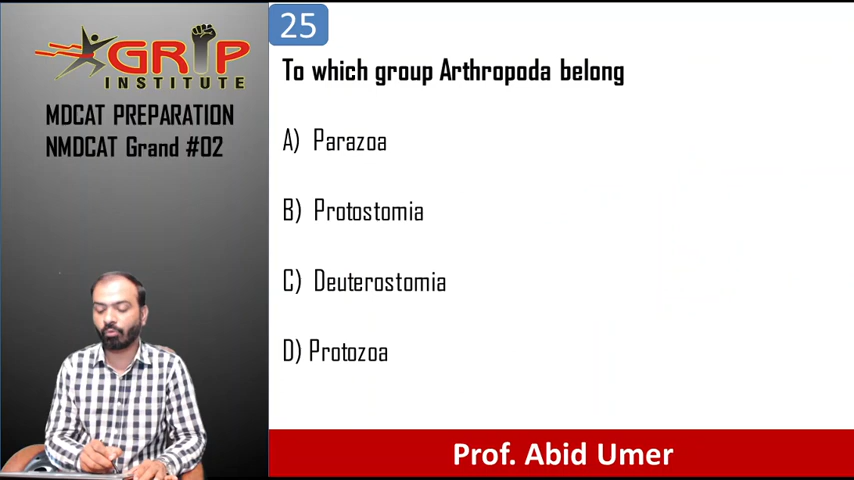 GRIP
INSTITUTE
MDCAT PREPARATION
NMDCAT Grand #02
25
To which group Arthropoda belong
A) Parazoa
B) Protostomia
C) Deuterostomia
D) Protozoa
Prof. Abid Umer